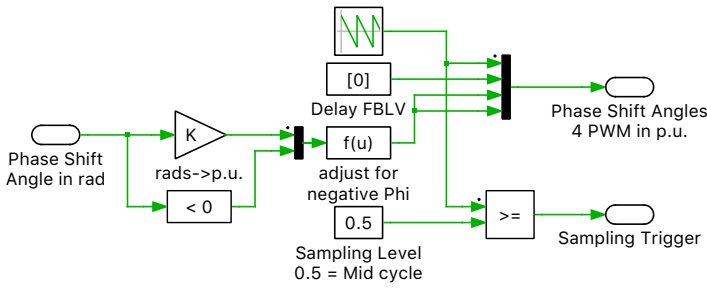 [0]
Delay FBLV
Phase Shift
Angle in rad
K
rads->p.u.
< 0
f(u)
adjust for
negative Phi
0.5
Sampling Level
0.5 = Mid cycle
>=
Phase Shift Angles
4 PWM in p.u.
Sampling Trigger